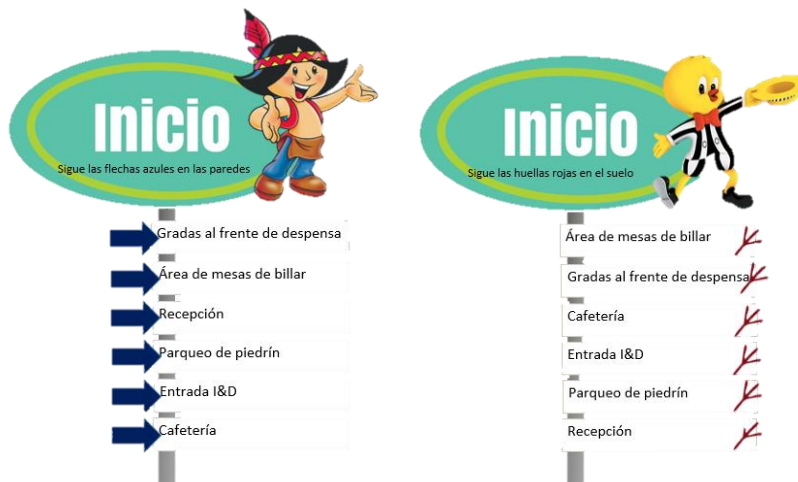 Inicio
Sigue las flechas azules en las paredes
Gradas al frente de despensa
Área de mesas de billar
Recepción
Parqueo de piedrín
Entrada I&D
Cafetería
Inicio
Sigue las huellas rojas en el suelo
Área de mesas de billar
Gradas al frente de despensa
Cafetería
Entrada I&D
Parqueo de piedrín
Recepción